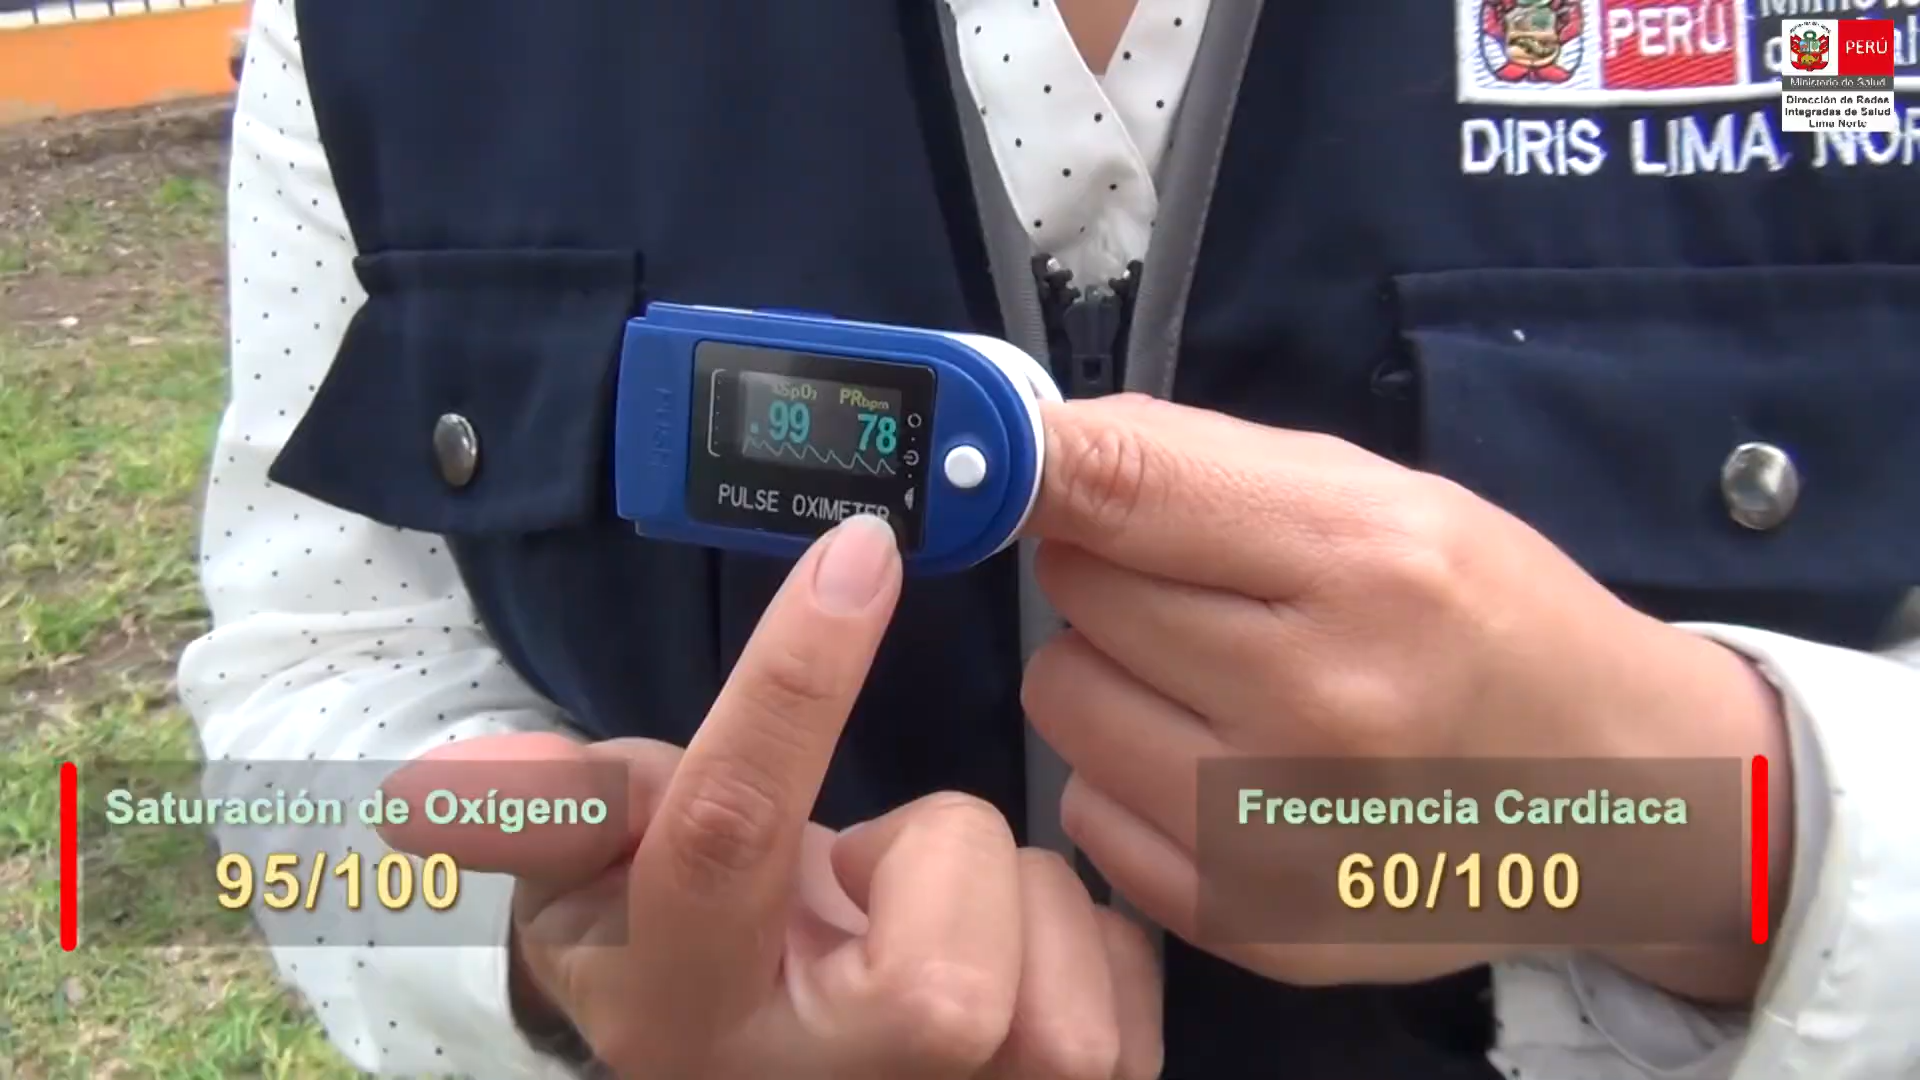 PERÚ
DIRIS LIMA NOR
PERÚ
Ministerio de Salud
Dirección de Redes
Integradas de Salud
Lima Norte
%SpO₂ PRbpm
99 78
PULSE OXIMETER
Saturación de Oxígeno
95/100
Frecuencia Cardiaca
60/100